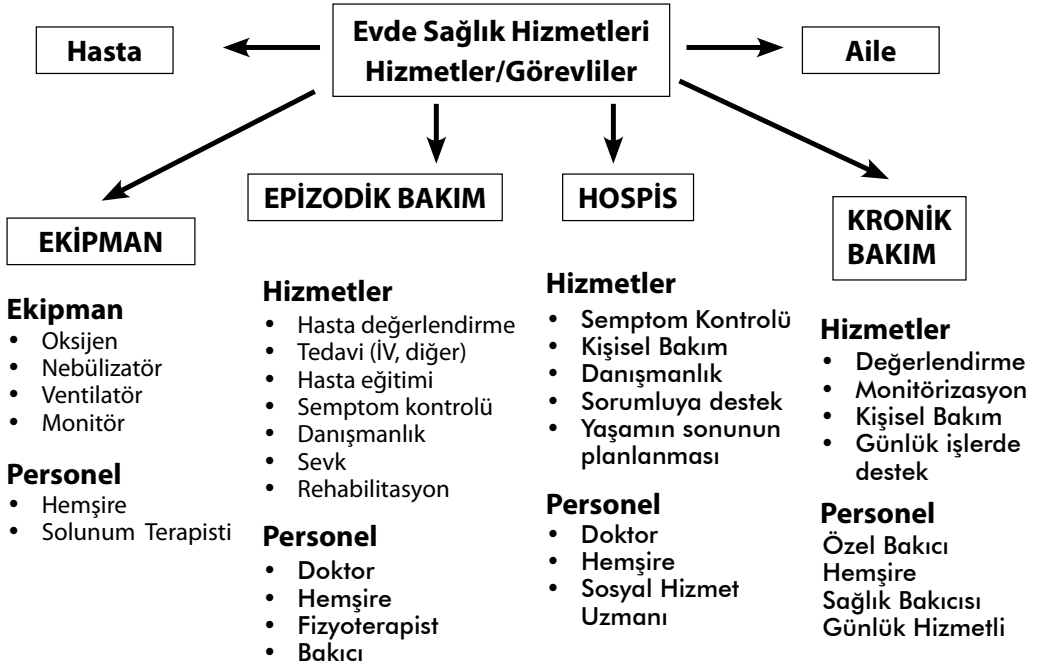 Hasta
Evde Sağlık Hizmetleri
Hizmetler/Görevliler
Aile
EKİPMAN
Ekipman
• Oksijen
• Nebülizatör
• Ventilatör
• Monitör
Personel
• Hemşire
• Solunum Terapisti
EPİZODİK BAKIM
Hizmetler
• Hasta değerlendirme
• Tedavi (İV, diğer)
• Hasta eğitimi
• Semptom kontrolü
• Danışmanlık
• Sevk
• Rehabilitasyon
Personel
• Doktor
• Hemşire
• Fizyoterapist
• Bakıcı
HOSPİS
Hizmetler
• Semptom Kontrolü
• Kişisel Bakım
• Danışmanlık
• Sorumluya destek
• Yaşamın sonunun
planlanması
Personel
• Doktor
• Hemşire
• Sosyal Hizmet
Uzmanı
KRONİK
BAKIM
Hizmetler
• Değerlendirme
• Monitörizasyon
• Kişisel Bakım
• Günlük işlerde
destek
Personel
Özel Bakıcı
Hemşire
Sağlık Bakıcısı
Günlük Hizmetli